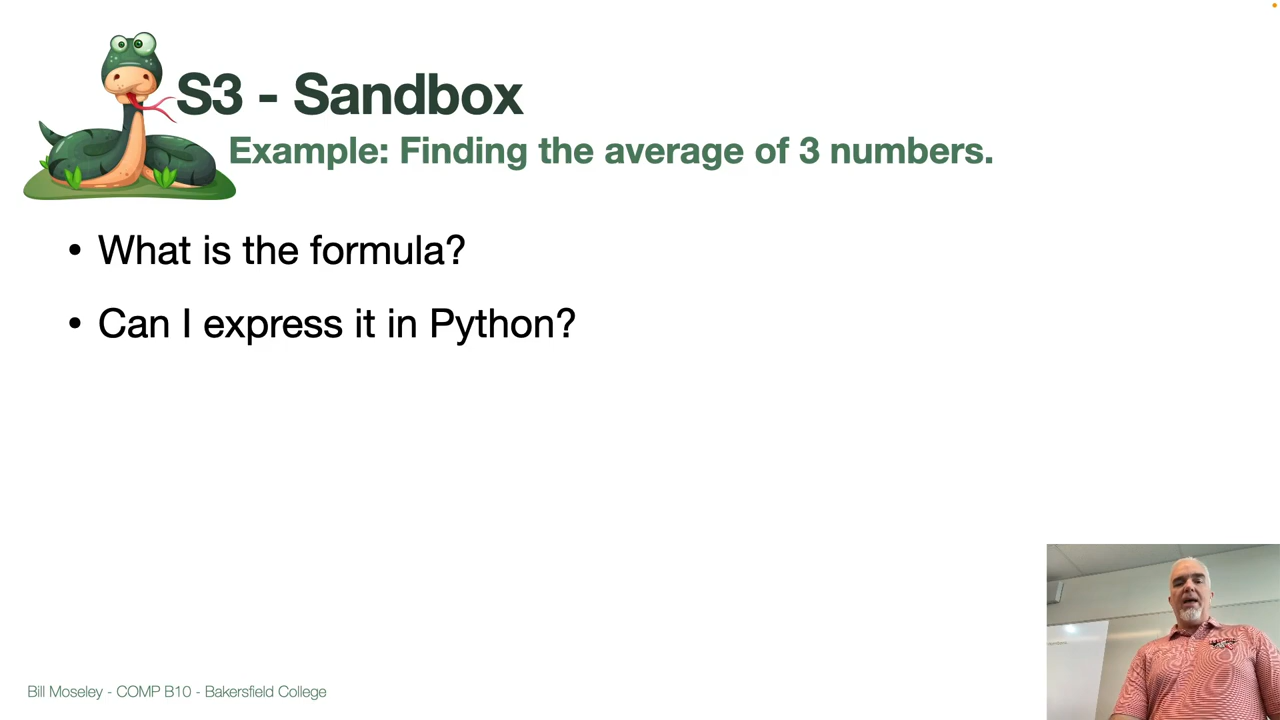 S3 - Sandbox
Example: Finding the average of 3 numbers.
• What is the formula?
• Can I express it in Python?
Bill Moseley - COMP B10 - Bakersfield College